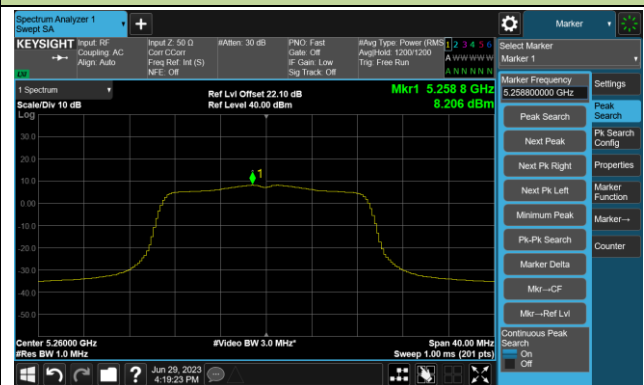 Spectrum Analyzer 1
Swept SA
+
Marker
KEYSIGHT
Input: RF
Coupling: AC
Align: Auto
Input Z: 50 Ω
Corr CCorr
Freq Ref: Int (S)
NFE: Off
#Atten: 30 dB
PNO: Fast
Gate: Off
IF Gain: Low
Sig Track: Off
#Avg Type: Power (RMS
Avg|Hold: 1200/1200
Trig: Free Run
1 2 3 4 5 6
A W W W W W
A N N N N N
Select Marker
Marker 1
LXI
1 Spectrum
Scale/Div 10 dB
Log
Ref Lvl Offset 22.10 dB
Ref Level 40.00 dBm
Mkr1 5.258 8 GHz
8.206 dBm
30.0
20.0
10.0
0.00
-10.0
-20.0
-30.0
-40.0
-50.0
1
Center 5.26000 GHz
#Res BW 1.0 MHz
#Video BW 3.0 MHz*
Span 40.00 MHz
Sweep 1.00 ms (201 pts)
Marker Frequency
5.258800000 GHz
Peak Search
Next Peak
Next Pk Right
Next Pk Left
Minimum Peak
Pk-Pk Search
Marker Delta
Mkr→CF
Mkr→Ref Lvl
Continuous Peak
Search
On
Off
Settings
Peak
Search
Pk Search
Config
Properties
Marker
Function
Marker→
Counter
?
Jun 29, 2023
4:19:23 PM